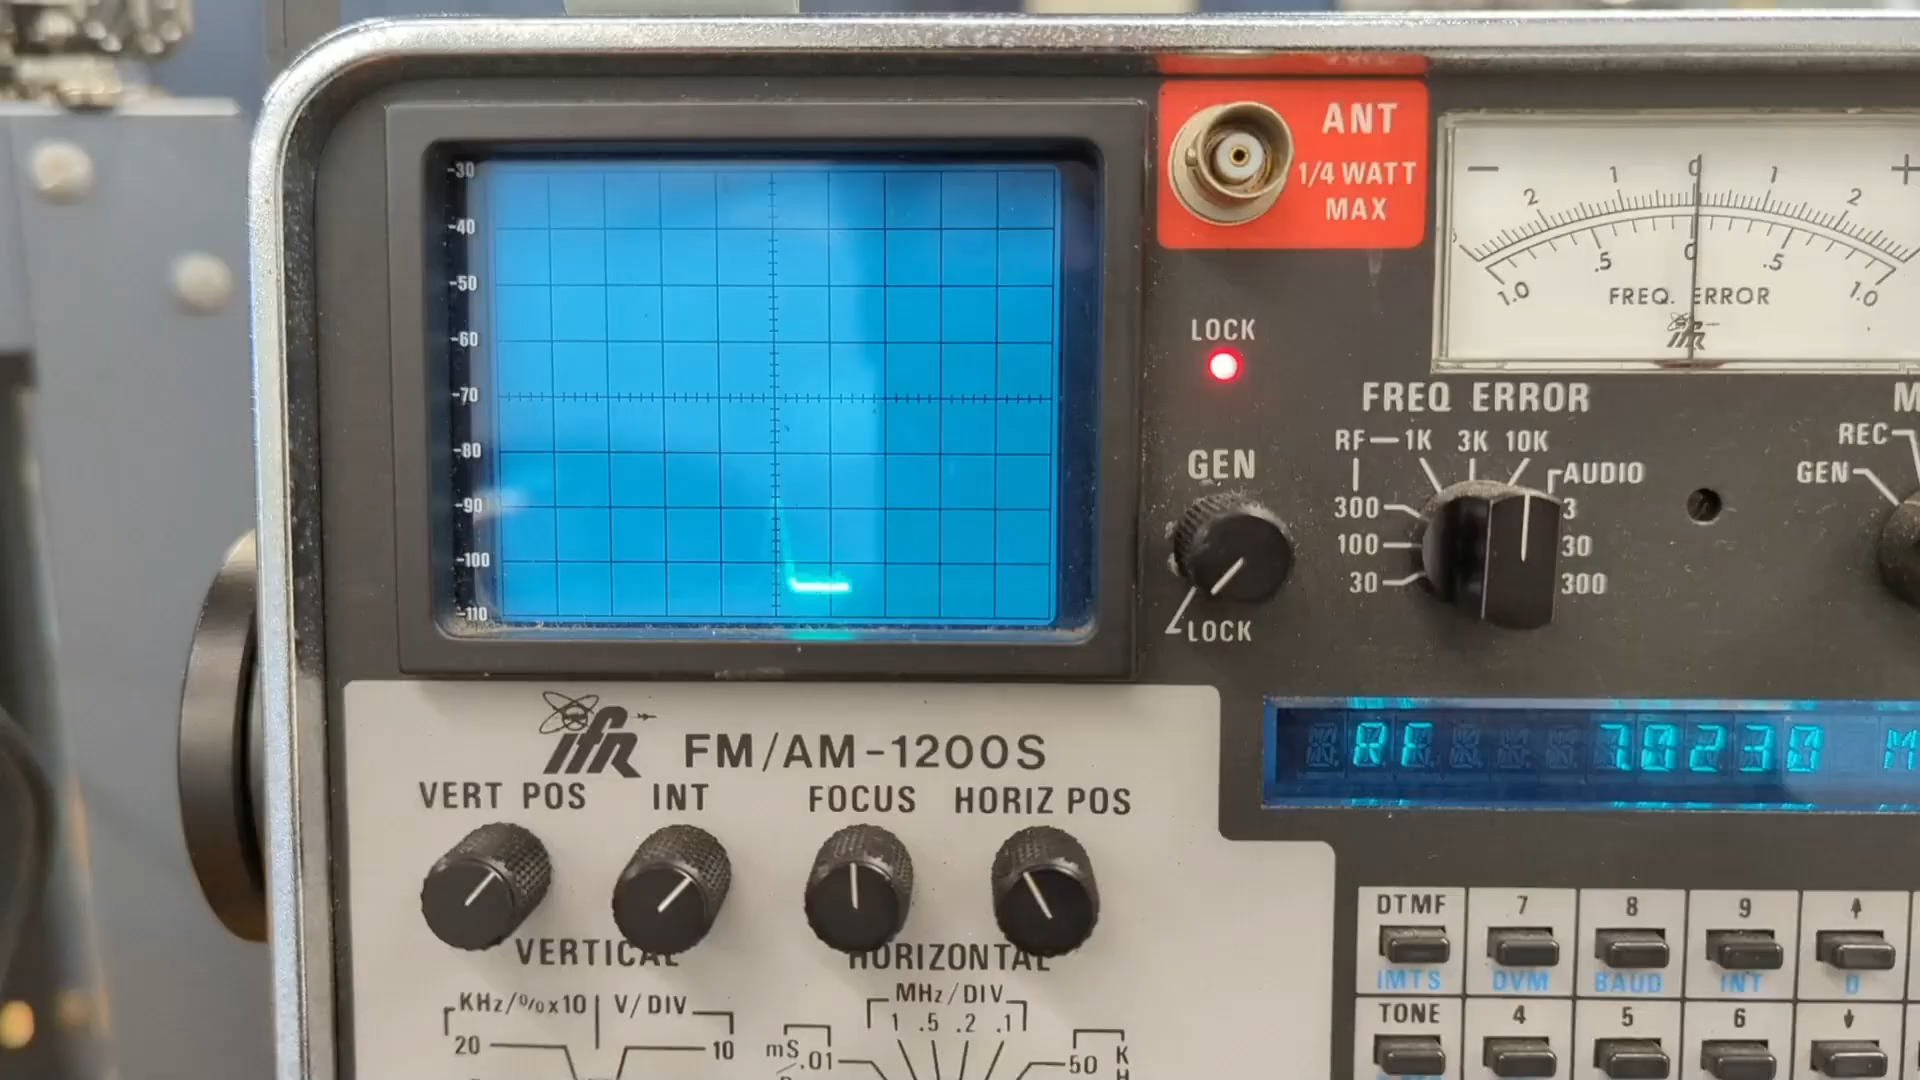 -30
-40
-50
-60
-70
-80
-90
-100
-110
ANT
1/4 WATT
MAX
− 2 1 0 1 2 +
1.0 .5 0 .5 1.0
FREQ. ERROR
ifr
LOCK
FREQ ERROR
RF 1K 3K 10K
AUDIO
300 3
100 30
30 300
GEN
LOCK
REC
GEN
M
ifr FM/AM-1200S
RF 70230 M
VERT POS INT FOCUS HORIZ POS
VERTICAL HORIZONTAL
KHz/%x10 V/DIV
20 10
MHz/DIV
1 .5 .2 .1
mS
.01
50 K
DTMF 7 8 9
IMTS DVM BAUD INT D
TONE 4 5 6